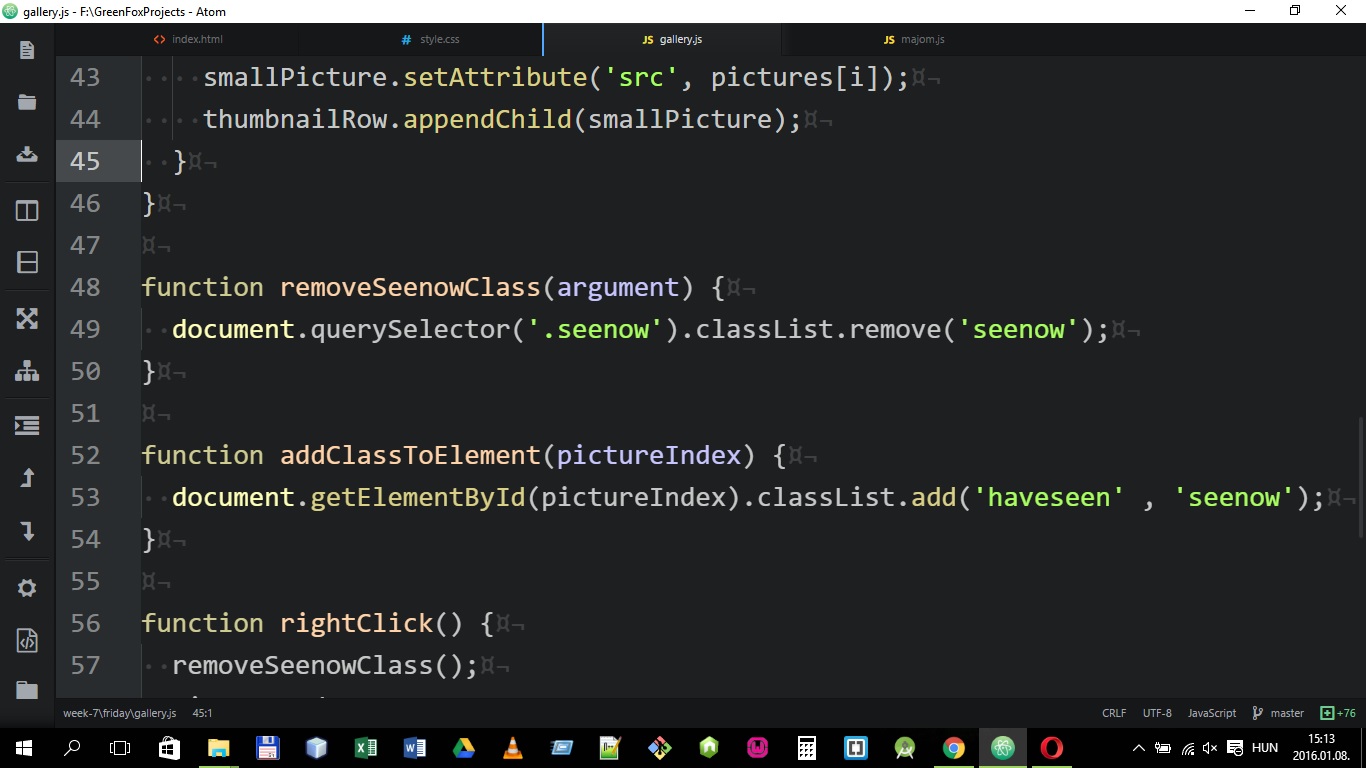 gallery.js - F:\GreenFoxProjects - Atom
index.html
style.css
JS gallery.js
JS majom.js
43 smallPicture.setAttribute('src', pictures[i]);¤¬
44 thumbnailRow.appendChild(smallPicture);¤¬
45 }¤¬
46 }¤¬
47 ¤¬
48 function removeSeenowClass(argument) {¤¬
49 document.querySelector('.seenow').classList.remove('seenow');¤¬
50 }¤¬
51 ¤¬
52 function addClassToElement(pictureIndex) {¤¬
53 document.getElementById(pictureIndex).classList.add('haveseen' , 'seenow');¤¬
54 }¤¬
55 ¤¬
56 function rightClick() {¤¬
57 removeSeenowClass();¤¬
week-7\friday\gallery.js 45:1 CRLF UTF-8 JavaScript master +76
HUN
15:13
2016.01.08.